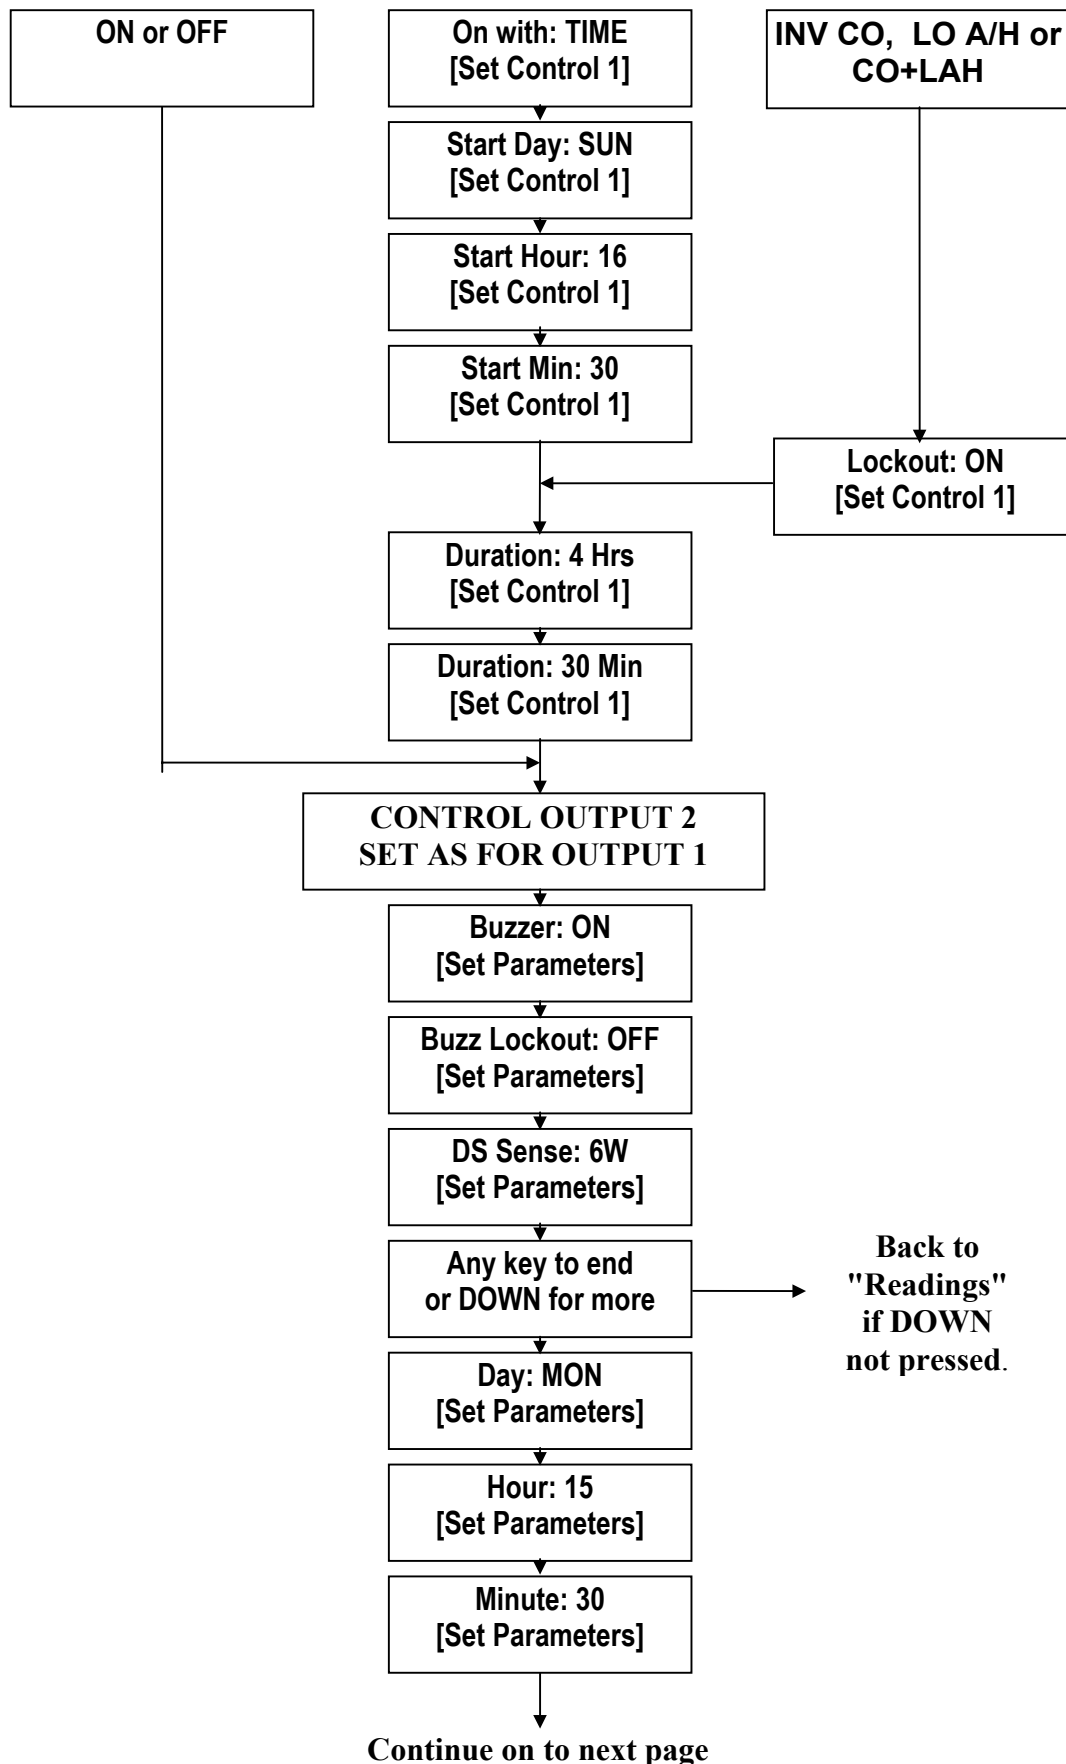 ON or OFF
On with: TIME
[Set Control 1]
INV CO, LO A/H or
CO+LAH
Start Day: SUN
[Set Control 1]
Start Hour: 16
[Set Control 1]
Start Min: 30
[Set Control 1]
Lockout: ON
[Set Control 1]
Duration: 4 Hrs
[Set Control 1]
Duration: 30 Min
[Set Control 1]
CONTROL OUTPUT 2
SET AS FOR OUTPUT 1
Buzzer: ON
[Set Parameters]
Buzz Lockout: OFF
[Set Parameters]
DS Sense: 6W
[Set Parameters]
Any key to end
or DOWN for more
Back to
"Readings"
if DOWN
not pressed.
Day: MON
[Set Parameters]
Hour: 15
[Set Parameters]
Minute: 30
[Set Parameters]
Continue on to next page